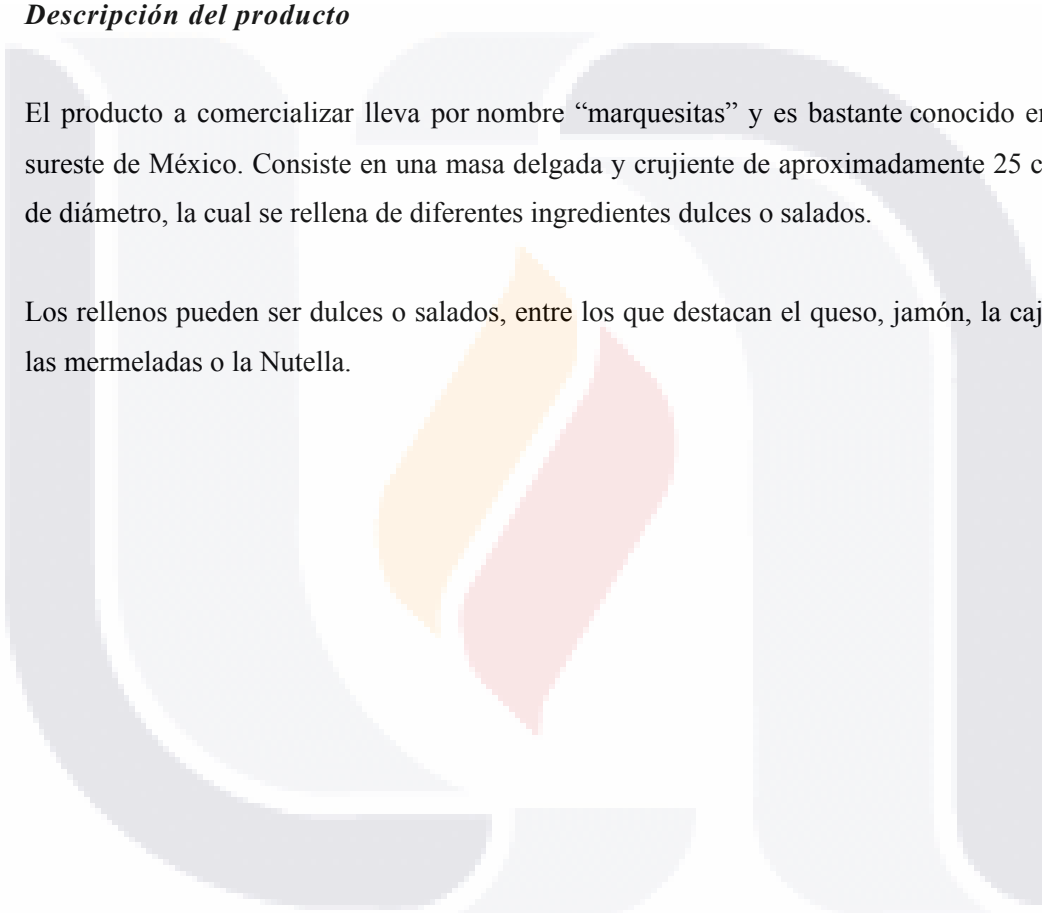 Descripción del producto
El producto a comercializar lleva por nombre “marquesitas” y es bastante conocido en
sureste de México. Consiste en una masa delgada y crujiente de aproximadamente 25 c
de diámetro, la cual se rellena de diferentes ingredientes dulces o salados.
Los rellenos pueden ser dulces o salados, entre los que destacan el queso, jamón, la caj
las mermeladas o la Nutella.